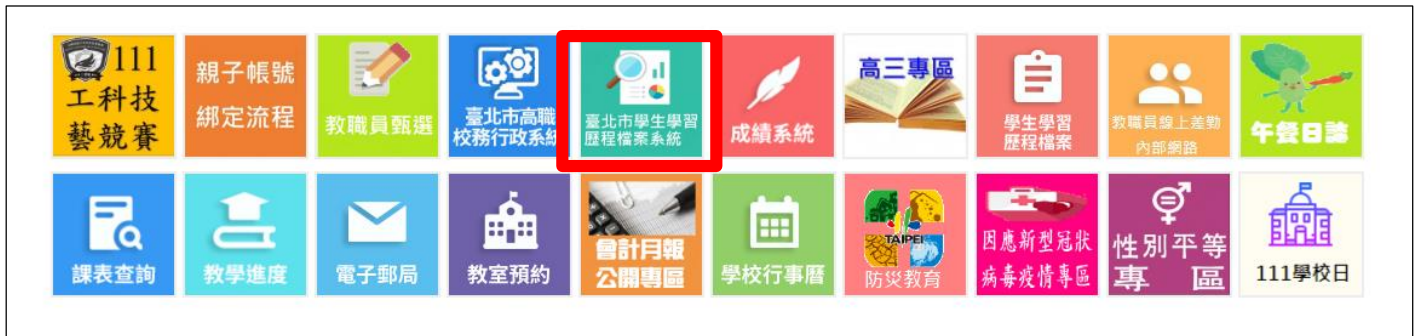 111
工科技
藝競賽
親子帳號
綁定流程
教職員甄選
臺北市高職
校務行政系統
臺北市學生學習
歷程檔案系統
成績系統
高三專區
學生學習
歷程檔案
教職員線上差勤
內部網路
午餐日誌
課表查詢
教學進度
電子郵局
教室預約
會計月報
公開專區
學校行事曆
TAIPEI
防災教育
因應新型冠狀
病毒疫情專區
性別平等
專區
111學校日